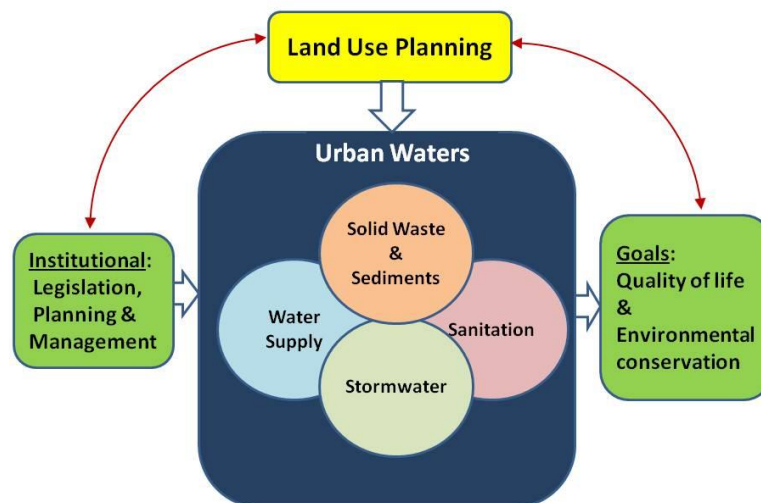 Land Use Planning
Urban Waters
Institutional:
Legislation,
Planning &
Management
Solid Waste
&
Sediments
Water
Supply
Sanitation
Stormwater
Goals:
Quality of life
&
Environmental
conservation